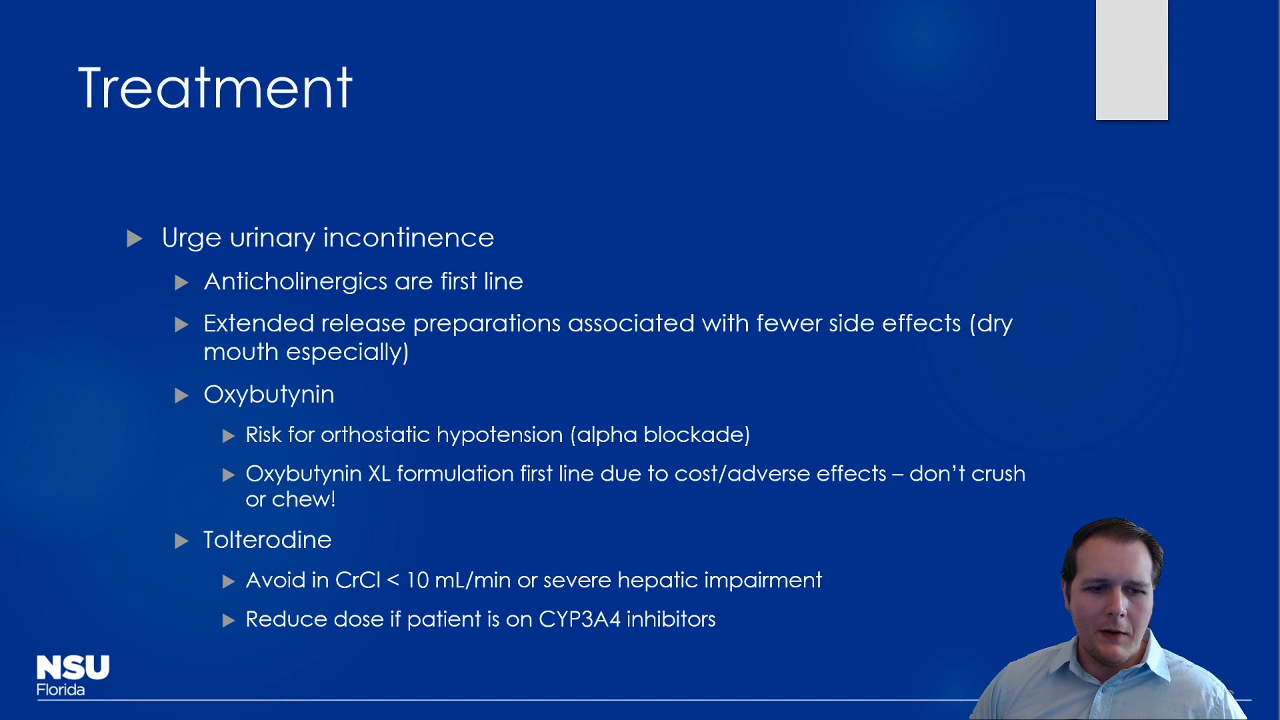 Treatment
Urge urinary incontinence
Anticholinergics are first line
Extended release preparations associated with fewer side effects (dry
mouth especially)
Oxybutynin
Risk for orthostatic hypotension (alpha blockade)
Oxybutynin XL formulation first line due to cost/adverse effects – don’t crush
or chew!
Tolterodine
Avoid in CrCl < 10 mL/min or severe hepatic impairment
Reduce dose if patient is on CYP3A4 inhibitors
NSU
Florida